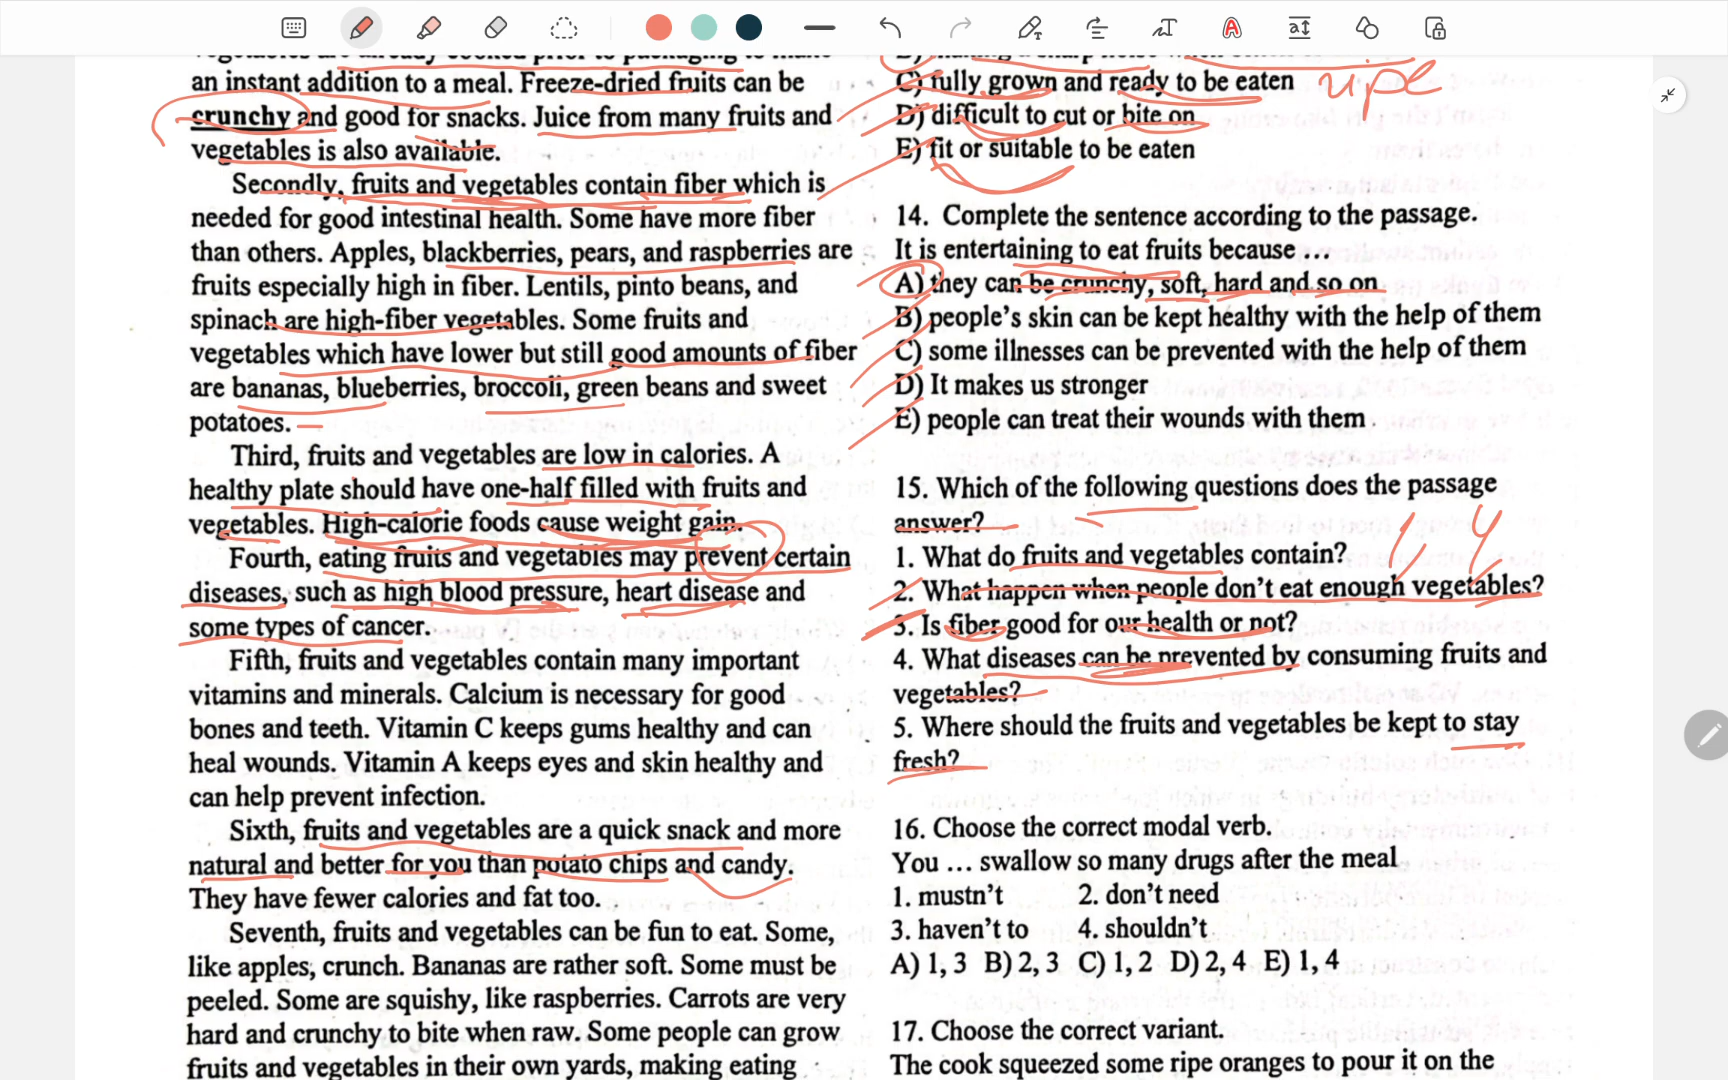 vegetables are already cooked prior to packaging to make
an instant addition to a meal. Freeze-dried fruits can be
crunchy and good for snacks. Juice from many fruits and
vegetables is also available.
Secondly, fruits and vegetables contain fiber which is
needed for good intestinal health. Some have more fiber
than others. Apples, blackberries, pears, and raspberries are
fruits especially high in fiber. Lentils, pinto beans, and
spinach are high-fiber vegetables. Some fruits and
vegetables which have lower but still good amounts of fiber
are bananas, blueberries, broccoli, green beans and sweet
potatoes.
Third, fruits and vegetables are low in calories. A
healthy plate should have one-half filled with fruits and
vegetables. High-calorie foods cause weight gain.
Fourth, eating fruits and vegetables may prevent certain
diseases, such as high blood pressure, heart disease and
some types of cancer.
Fifth, fruits and vegetables contain many important
vitamins and minerals. Calcium is necessary for good
bones and teeth. Vitamin C keeps gums healthy and can
heal wounds. Vitamin A keeps eyes and skin healthy and
can help prevent infection.
Sixth, fruits and vegetables are a quick snack and more
natural and better for you than potato chips and candy.
They have fewer calories and fat too.
Seventh, fruits and vegetables can be fun to eat. Some,
like apples, crunch. Bananas are rather soft. Some must be
peeled. Some are squishy, like raspberries. Carrots are very
hard and crunchy to bite when raw. Some people can grow
fruits and vegetables in their own yards, making eating
C) fully grown and ready to be eaten ripe
D) difficult to cut or bite on
E) fit or suitable to be eaten
14. Complete the sentence according to the passage.
It is entertaining to eat fruits because …
A) they can be crunchy, soft, hard and so on.
B) people's skin can be kept healthy with the help of them
C) some illnesses can be prevented with the help of them
D) It makes us stronger
E) people can treat their wounds with them
15. Which of the following questions does the passage
answer?
1. What do fruits and vegetables contain? 1, 4
2. What happen when people don't eat enough vegetables?
3. Is fiber good for our health or not?
4. What diseases can be prevented by consuming fruits and
vegetables?
5. Where should the fruits and vegetables be kept to stay
fresh?
16. Choose the correct modal verb.
You … swallow so many drugs after the meal
1. mustn't 2. don't need
3. haven't to 4. shouldn't
A) 1, 3 B) 2, 3 C) 1, 2 D) 2, 4 E) 1, 4
17. Choose the correct variant.
The cook squeezed some ripe oranges to pour it on the